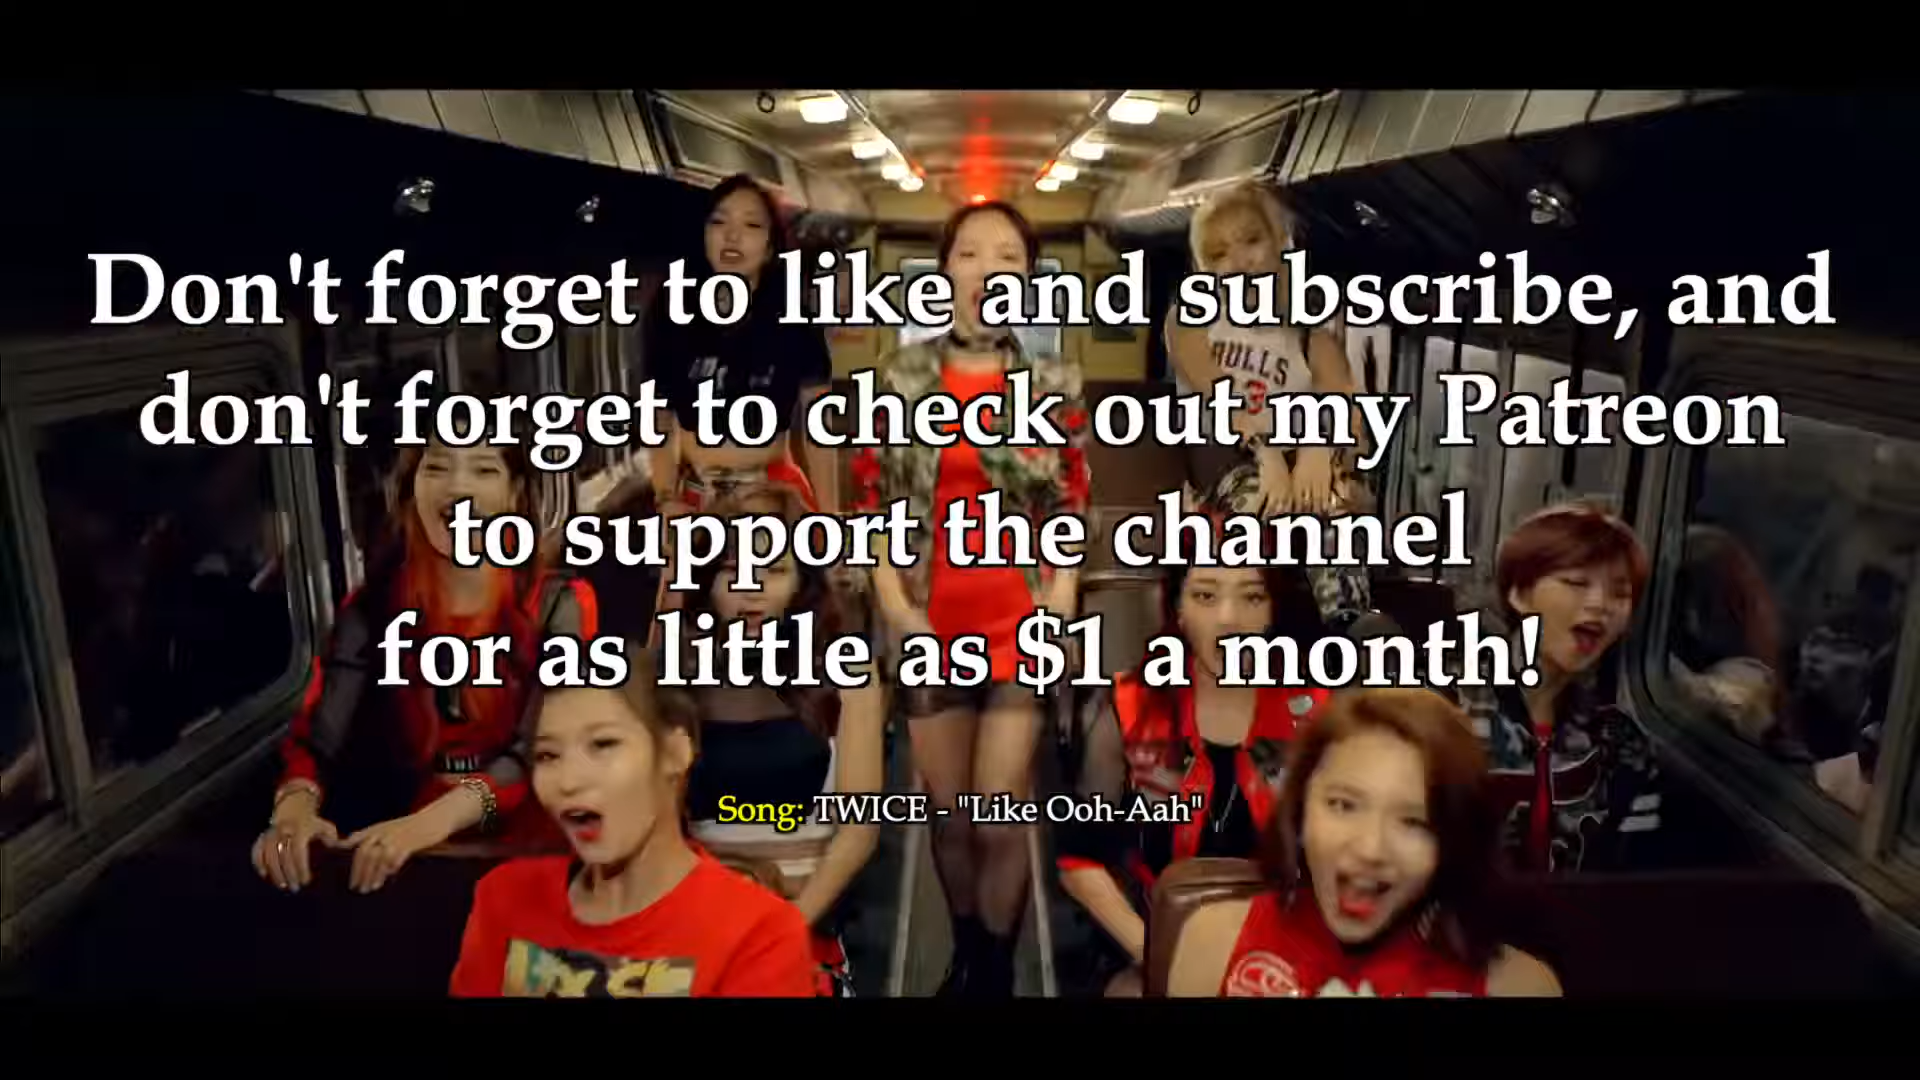 Don't forget to like and subscribe, and
don't forget to check out my Patreon
to support the channel
for as little as $1 a month!
Song: TWICE - "Like Ooh-Aah"
BULLS